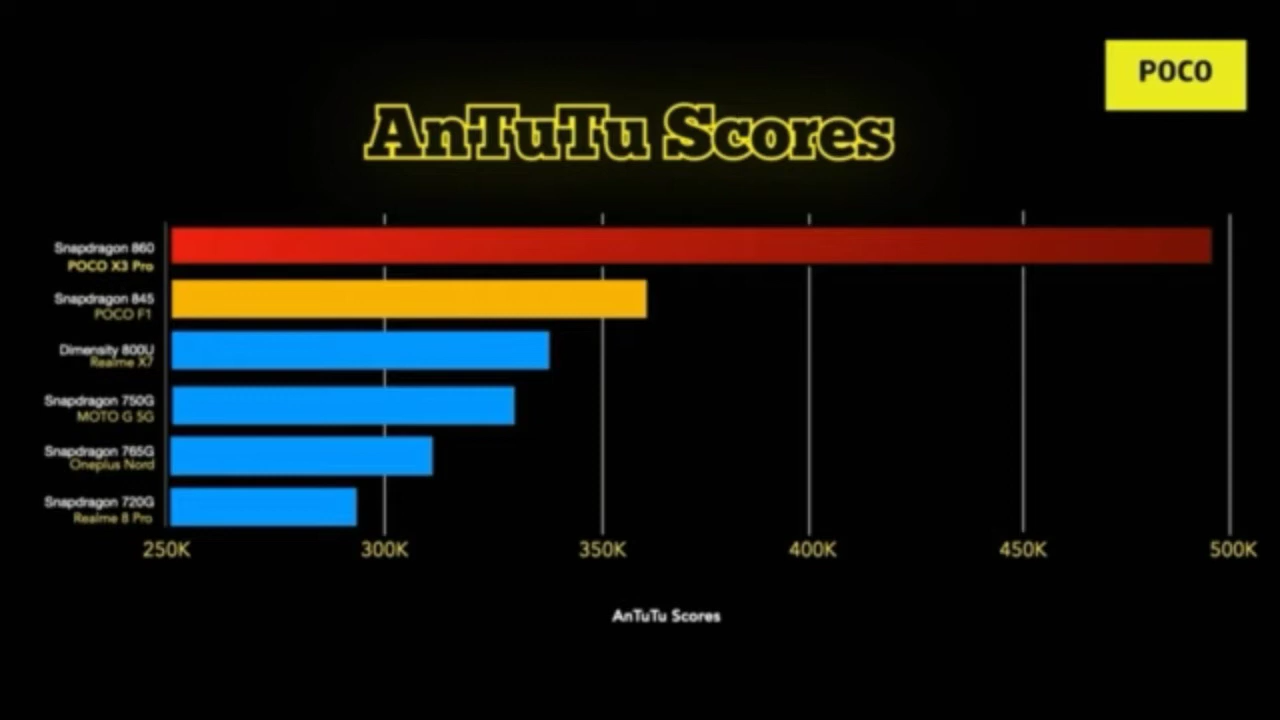 POCO
AnTuTu Scores
Snapdragon 860
POCO X3 Pro
Snapdragon 845
POCO F1
Dimensity 800U
Realme X7
Snapdragon 750G
MOTO G 5G
Snapdragon 765G
Oneplus Nord
Snapdragon 720G
Realme 8 Pro
250K 300K 350K 400K 450K 500K
AnTuTu Scores